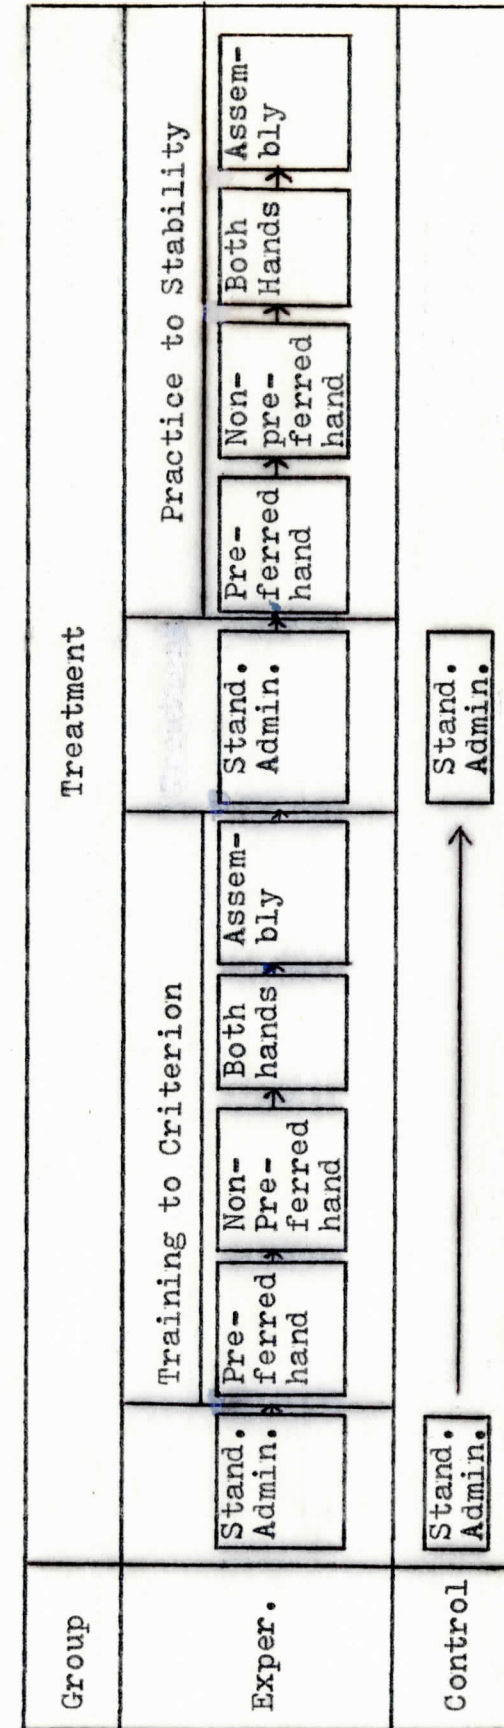 Group
Treatment
Exper.
Training to Criterion
Practice to Stability
Stand.
Admin.
Pre-
ferred
hand
Non-
Pre-
ferred
hand
Both
hands
Assem-
bly
Stand.
Admin.
Pre-
ferred
hand
Non-
pre-
ferred
hand
Both
Hands
Assem-
bly
Control
Stand.
Admin.
Stand.
Admin.